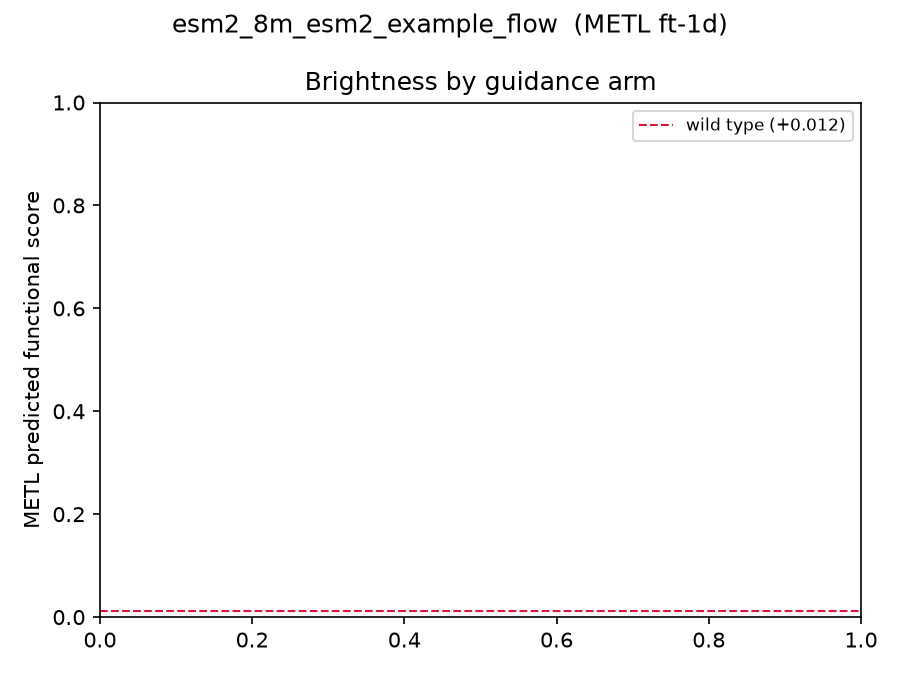 esm2_8m_esm2_example_flow (METL ft-1d)
Brightness by guidance arm
wild type (+0.012)
METL predicted functional score
1.0
0.8
0.6
0.4
0.2
0.0
0.0 0.2 0.4 0.6 0.8 1.0